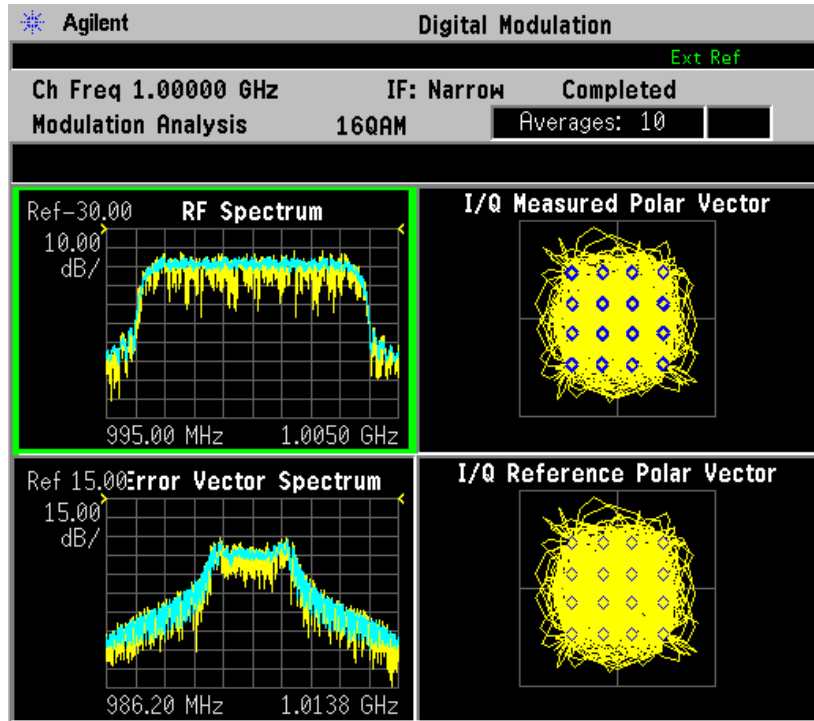 Agilent Digital Modulation
Ext Ref
Ch Freq 1.00000 GHz IF: Narrow Completed
Modulation Analysis 16QAM Averages: 10
Ref-30.00 RF Spectrum
10.00
dB/
995.00 MHz 1.0050 GHz
I/Q Measured Polar Vector
Ref 15.00 Error Vector Spectrum
15.00
dB/
986.20 MHz 1.0138 GHz
I/Q Reference Polar Vector